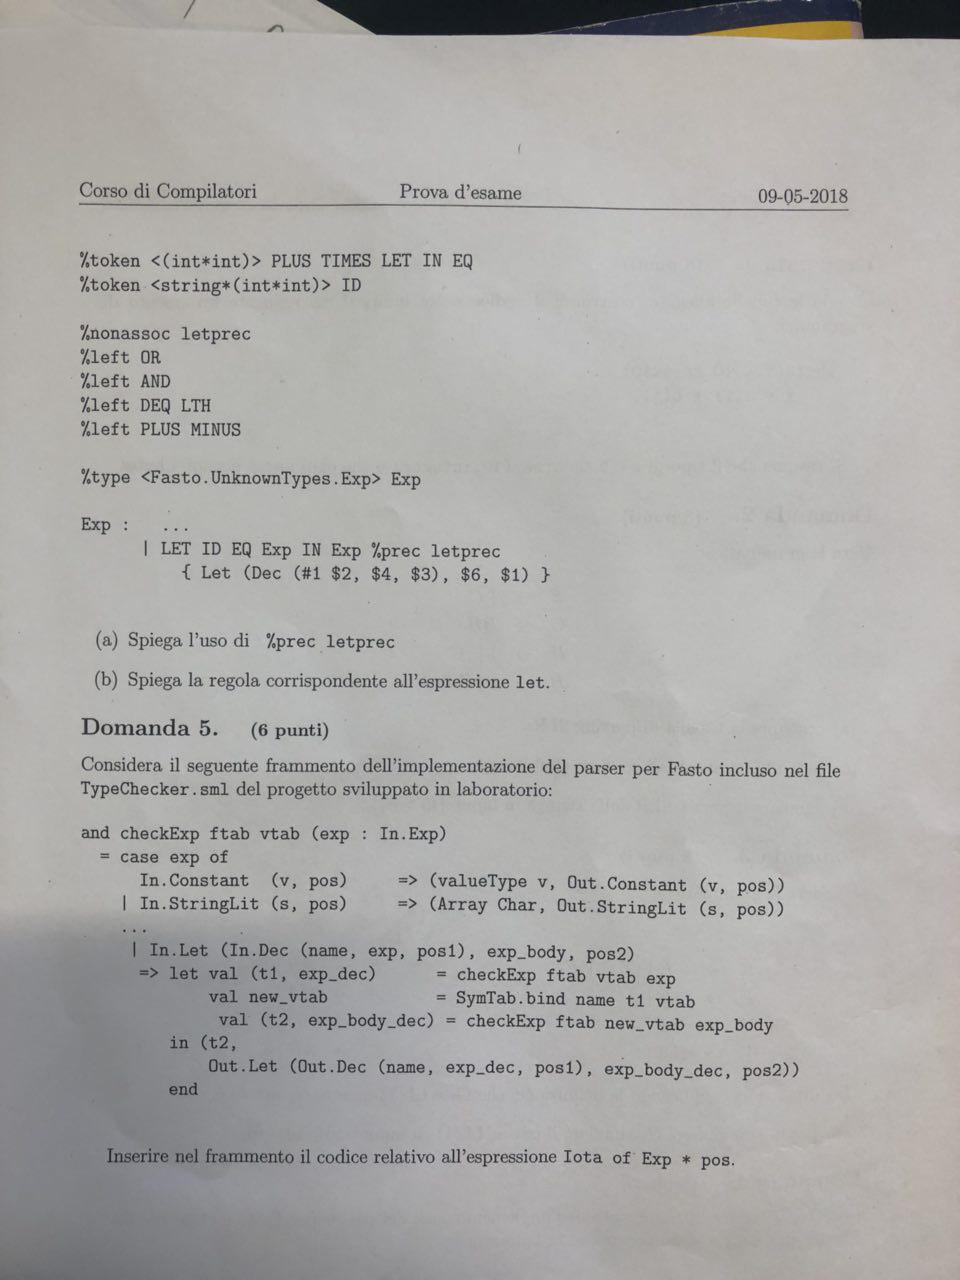 Corso di Compilatori Prova d'esame 09-05-2018
%token <(int*int)> PLUS TIMES LET IN EQ
%token <string*(int*int)> ID
%nonassoc letprec
%left OR
%left AND
%left DEQ LTH
%left PLUS MINUS
%type <Fasto.UnknownTypes.Exp> Exp
Exp : ...
| LET ID EQ Exp IN Exp %prec letprec
{ Let (Dec (#1 $2, $4, $3), $6, $1) }
(a) Spiega l'uso di %prec letprec
(b) Spiega la regola corrispondente all'espressione let.
Domanda 5. (6 punti)
Considera il seguente frammento dell'implementazione del parser per Fasto incluso nel file
TypeChecker.sml del progetto sviluppato in laboratorio:
and checkExp ftab vtab (exp : In.Exp)
= case exp of
In.Constant (v, pos) => (valueType v, Out.Constant (v, pos))
| In.StringLit (s, pos) => (Array Char, Out.StringLit (s, pos))
...
| In.Let (In.Dec (name, exp, pos1), exp_body, pos2)
=> let val (t1, exp_dec) = checkExp ftab vtab exp
val new_vtab = SymTab.bind name t1 vtab
val (t2, exp_body_dec) = checkExp ftab new_vtab exp_body
in (t2,
Out.Let (Out.Dec (name, exp_dec, pos1), exp_body_dec, pos2))
end
Inserire nel frammento il codice relativo all'espressione Iota of Exp * pos.